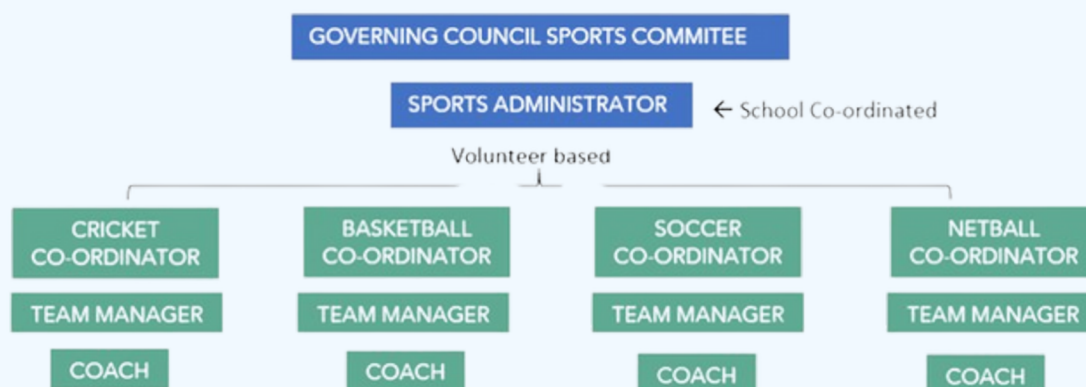 GOVERNING COUNCIL SPORTS COMMITEE
SPORTS ADMINISTRATOR
← School Co-ordinated
Volunteer based
CRICKET
CO-ORDINATOR
BASKETBALL
CO-ORDINATOR
SOCCER
CO-ORDINATOR
NETBALL
CO-ORDINATOR
TEAM MANAGER
TEAM MANAGER
TEAM MANAGER
TEAM MANAGER
COACH
COACH
COACH
COACH